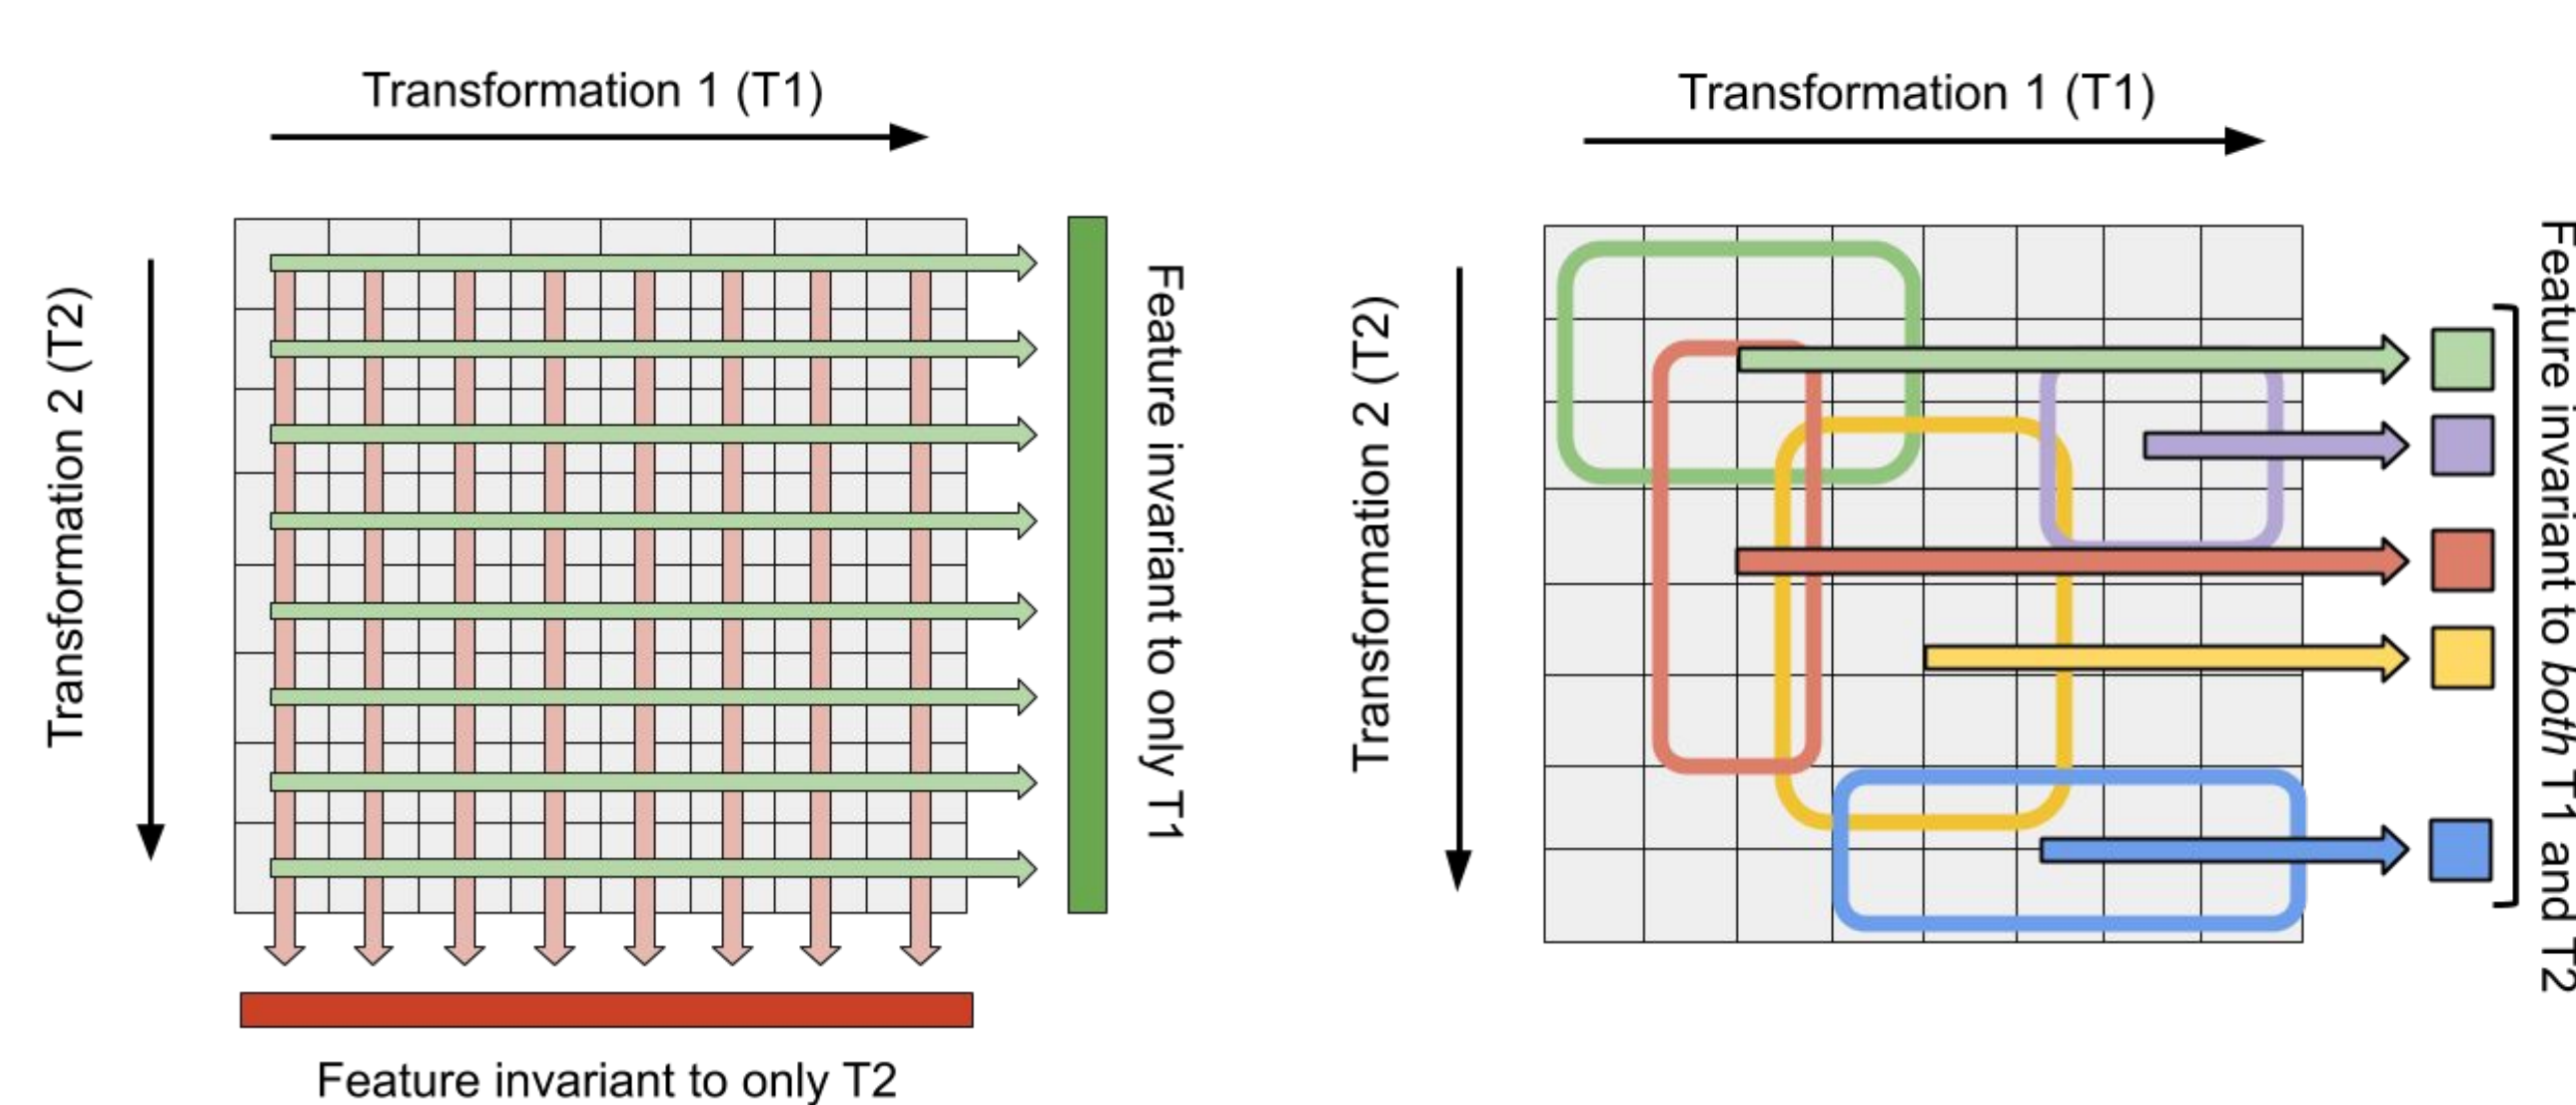 Transformation 1 (T1)
Transformation 2 (T2)
Feature invariant to only T1
Feature invariant to only T2
Transformation 1 (T1)
Transformation 2 (T2)
Feature invariant to both T1 and T2